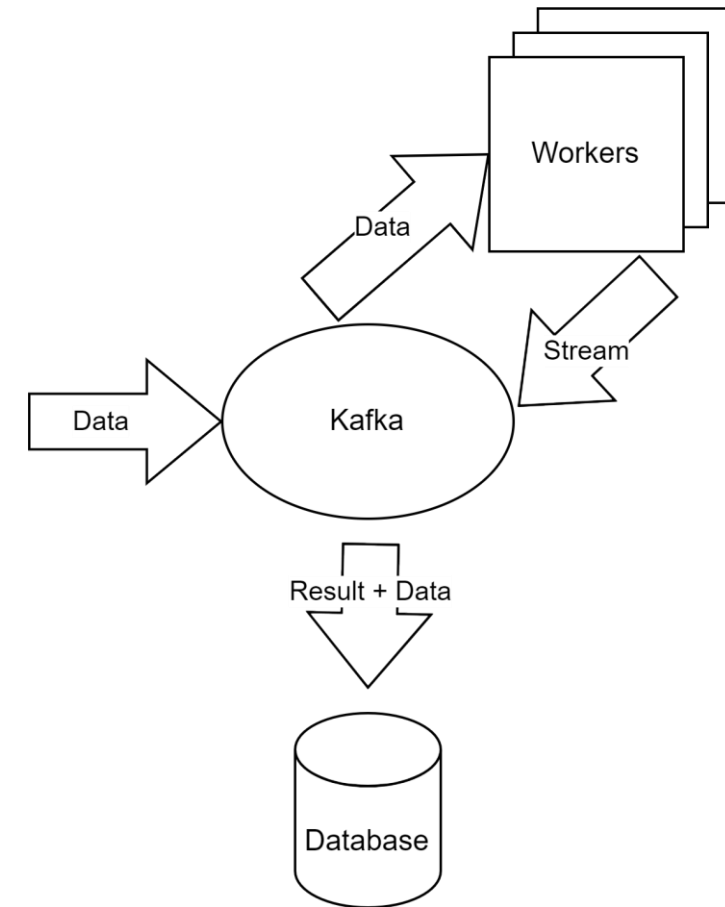 Workers
Data
Stream
Data
Kafka
Result + Data
Database